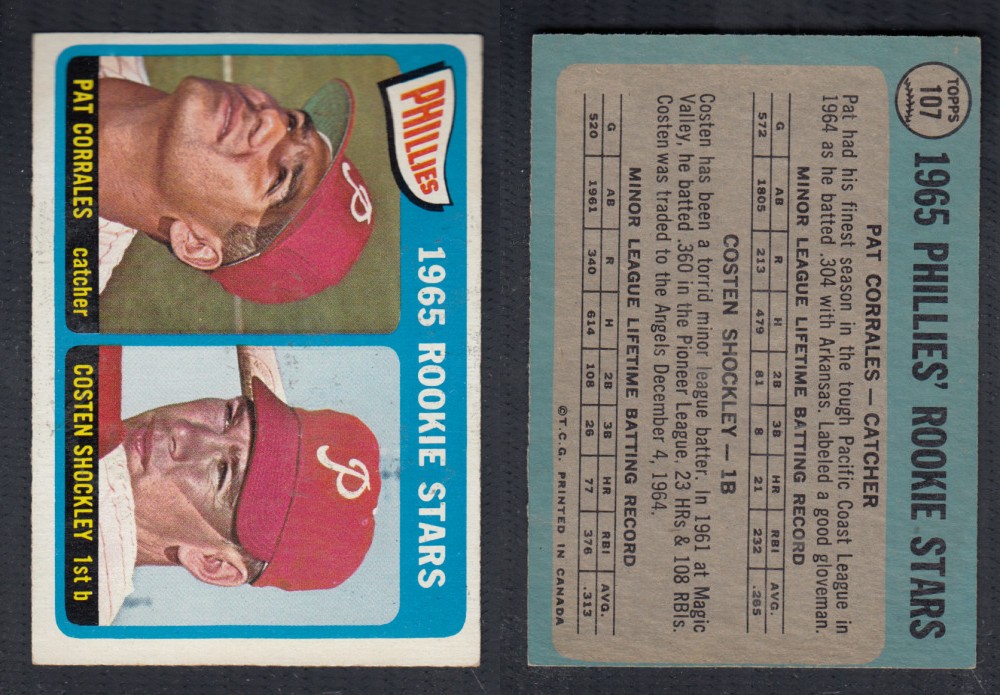 PHILLIES
1965 ROOKIE STARS
P
P
PAT CORRALES catcher
COSTEN SHOCKLEY 1st b
TOPPS
107
1965 PHILLIES' ROOKIE STARS
PAT CORRALES — CATCHER
Pat had his finest season in the tough Pacific Coast League in
1964 as he batted .304 with Arkansas. Labeled a good gloveman.
MINOR LEAGUE LIFETIME BATTING RECORD
G AB R H 2B 3B HR RBI AVG.
572 1805 213 479 81 8 21 232 .265
COSTEN SHOCKLEY — 1B
Costen has been a torrid minor league batter. In 1961 at Magic
Valley, he batted .360 in the Pioneer League. 23 HRs & 108 RBIs.
Costen was traded to the Angels December 4, 1964.
MINOR LEAGUE LIFETIME BATTING RECORD
G AB R H 2B 3B HR RBI AVG.
520 1961 340 614 108 26 77 376 .313
©T.C.G. PRINTED IN CANADA